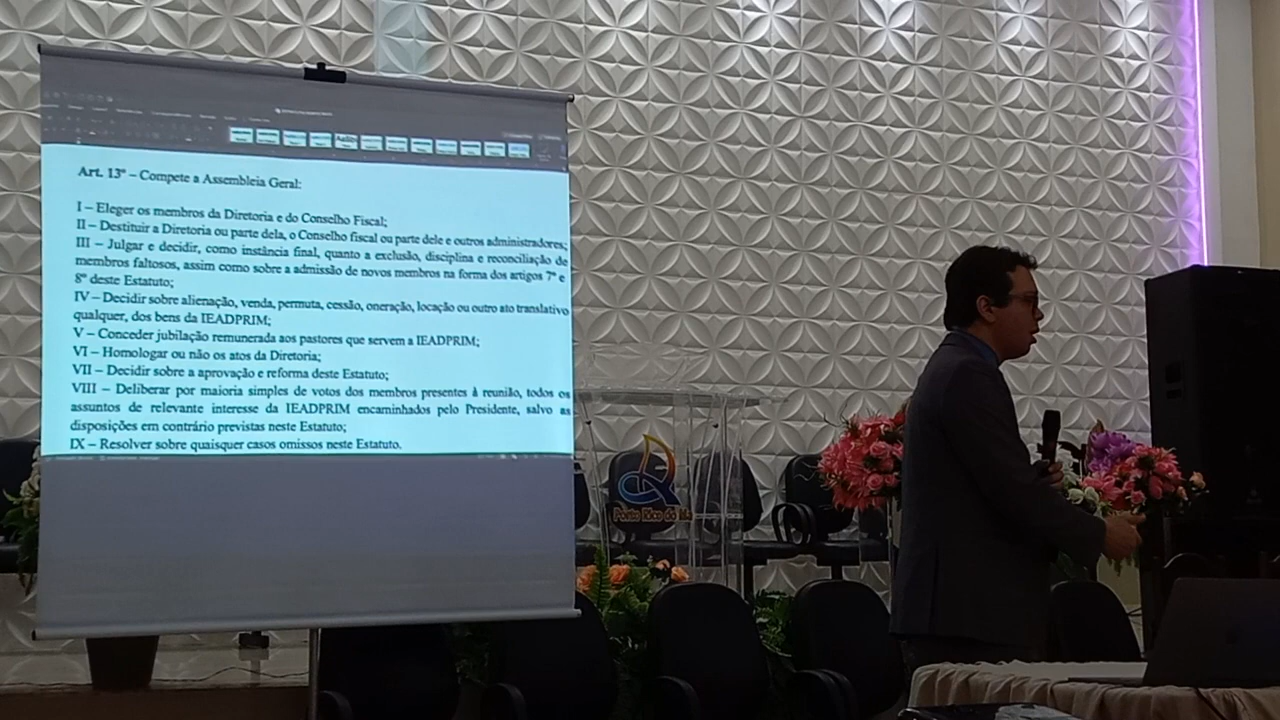 Art. 13º – Compete a Assembleia Geral:
I – Eleger os membros da Diretoria e do Conselho Fiscal;
II – Destituir a Diretoria ou parte dela, o Conselho fiscal ou parte dele e outros administradores;
III – Julgar e decidir, como instância final, quanto a exclusão, disciplina e reconciliação de
membros faltosos, assim como sobre a admissão de novos membros na forma dos artigos 7º e
8º deste Estatuto;
IV – Decidir sobre alienação, venda, permuta, cessão, oneração, locação ou outro ato translativo
qualquer, dos bens da IEADPRIM;
V – Conceder jubilação remunerada aos pastores que servem a IEADPRIM;
VI – Homologar ou não os atos da Diretoria;
VII – Decidir sobre a aprovação e reforma deste Estatuto;
VIII – Deliberar por maioria simples de votos dos membros presentes à reunião, todos os
assuntos de relevante interesse da IEADPRIM encaminhados pelo Presidente, salvo as
disposições em contrário previstas neste Estatuto;
IX – Resolver sobre quaisquer casos omissos neste Estatuto.
Porto Rico do